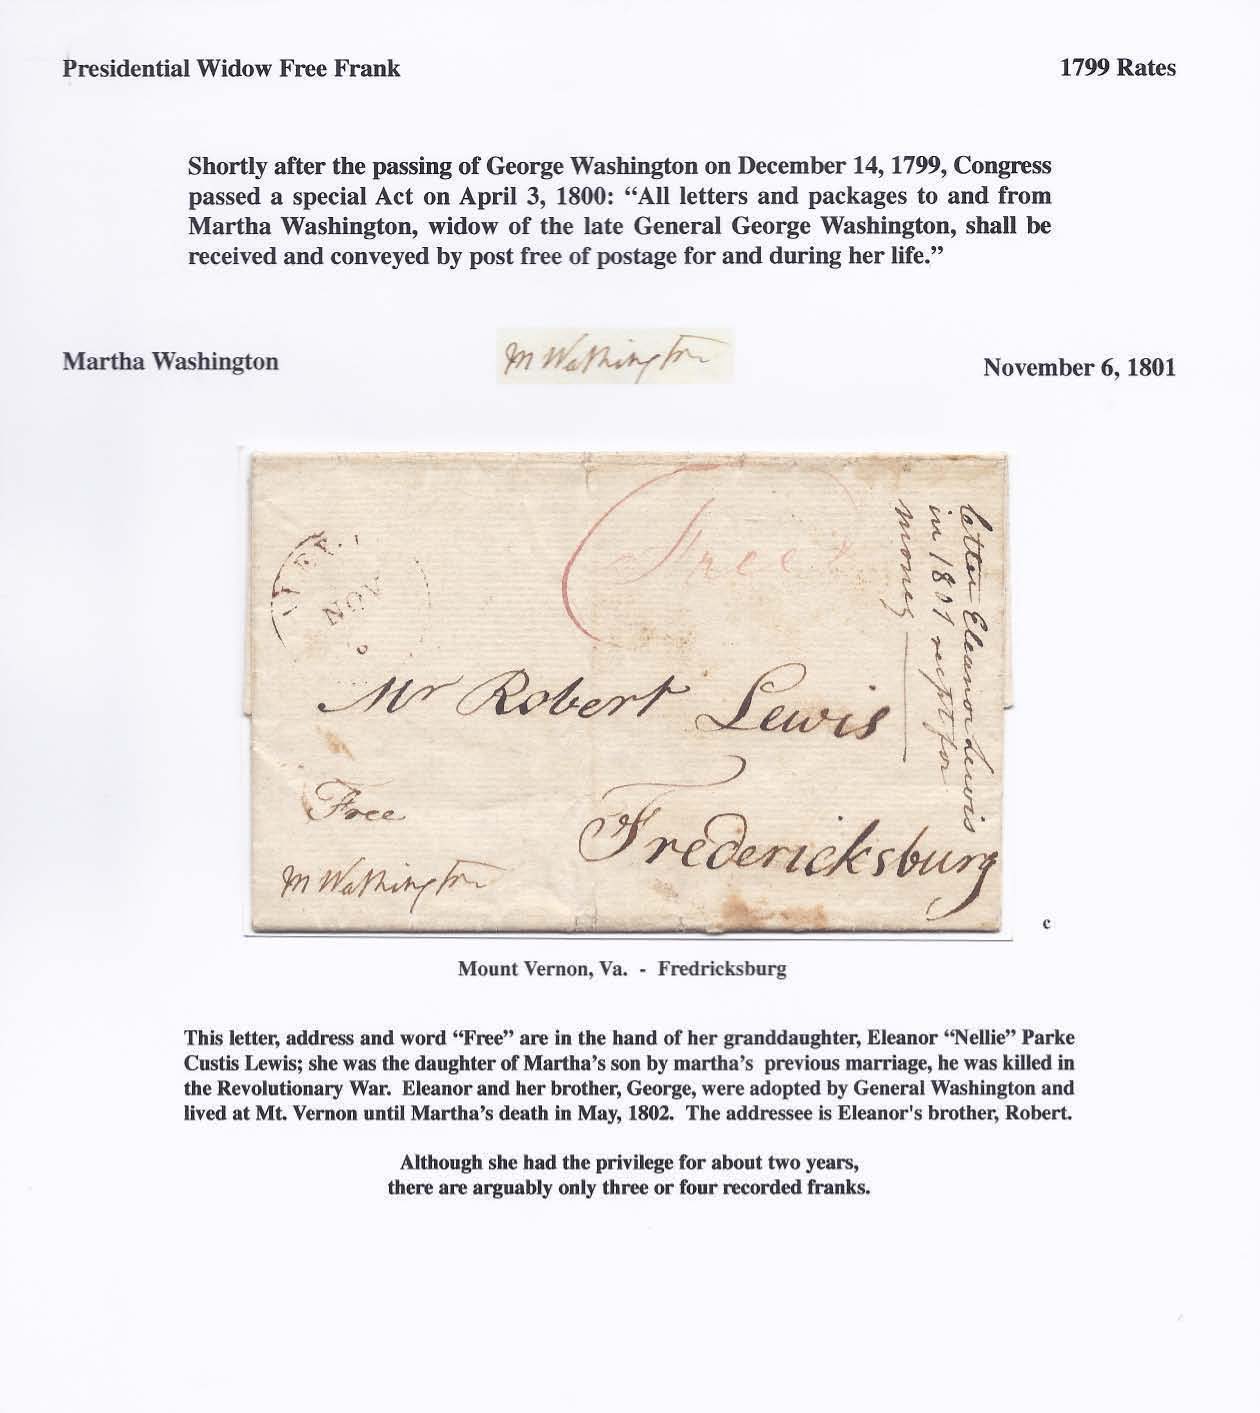 Presidential Widow Free Frank
1799 Rates
Shortly after the passing of George Washington on December 14, 1799, Congress
passed a special Act on April 3, 1800: “All letters and packages to and from
Martha Washington, widow of the late General George Washington, shall be
received and conveyed by post free of postage for and during her life.”
Martha Washington
M Washington
November 6, 1801
Free
letter Eleanor Lewis
in 1801 recipt for
money
NOV
Mr Robert Lewis
Free
Fredericksburg
M Washington
c
Mount Vernon, Va. - Fredricksburg
This letter, address and word “Free” are in the hand of her granddaughter, Eleanor “Nellie” Parke
Custis Lewis; she was the daughter of Martha’s son by martha’s previous marriage, he was killed in
the Revolutionary War. Eleanor and her brother, George, were adopted by General Washington and
lived at Mt. Vernon until Martha’s death in May, 1802. The addressee is Eleanor's brother, Robert.
Although she had the privilege for about two years,
there are arguably only three or four recorded franks.